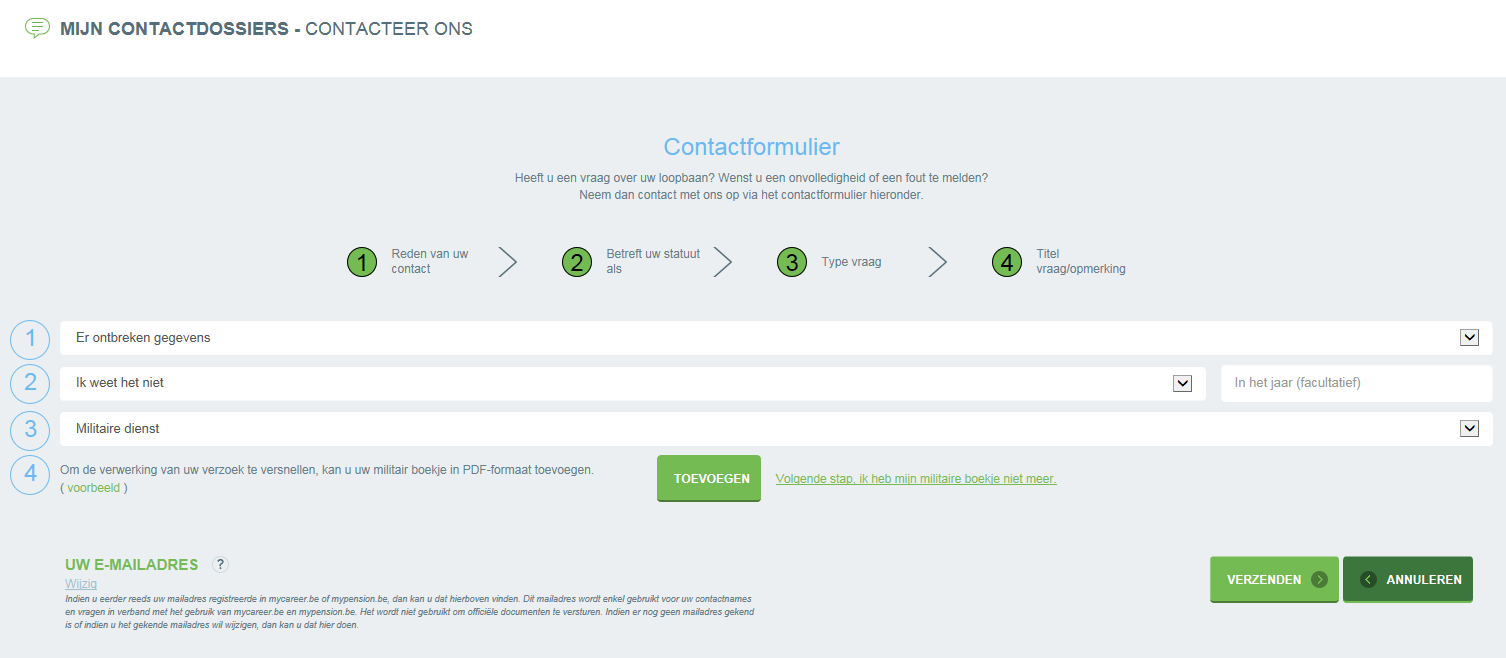 MIJN CONTACTDOSSIERS - CONTACTEER ONS
Contactformulier
Heeft u een vraag over uw loopbaan? Wenst u een onvolledigheid of een fout te melden?
Neem dan contact met ons op via het contactformulier hieronder.
1 Reden van uw contact
2 Betreft uw statuut als
3 Type vraag
4 Titel vraag/opmerking
1 Er ontbreken gegevens
2 Ik weet het niet In het jaar (facultatief)
3 Militaire dienst
4 Om de verwerking van uw verzoek te versnellen, kan u uw militair boekje in PDF-formaat toevoegen.
( voorbeeld )
TOEVOEGEN Volgende stap, ik heb mijn militaire boekje niet meer.
UW E-MAILADRES ?
Wijzig
Indien u eerder reeds uw mailadres registreerde in mycareer.be of mypension.be, dan kan u dat hierboven vinden. Dit mailadres wordt enkel gebruikt voor uw contactnames
en vragen in verband met het gebruik van mycareer.be en mypension.be. Het wordt niet gebruikt om officiële documenten te versturen. Indien er nog geen mailadres gekend
is of indien u het gekende mailadres wil wijzigen, dan kan u dat hier doen.
VERZENDEN ANNULEREN